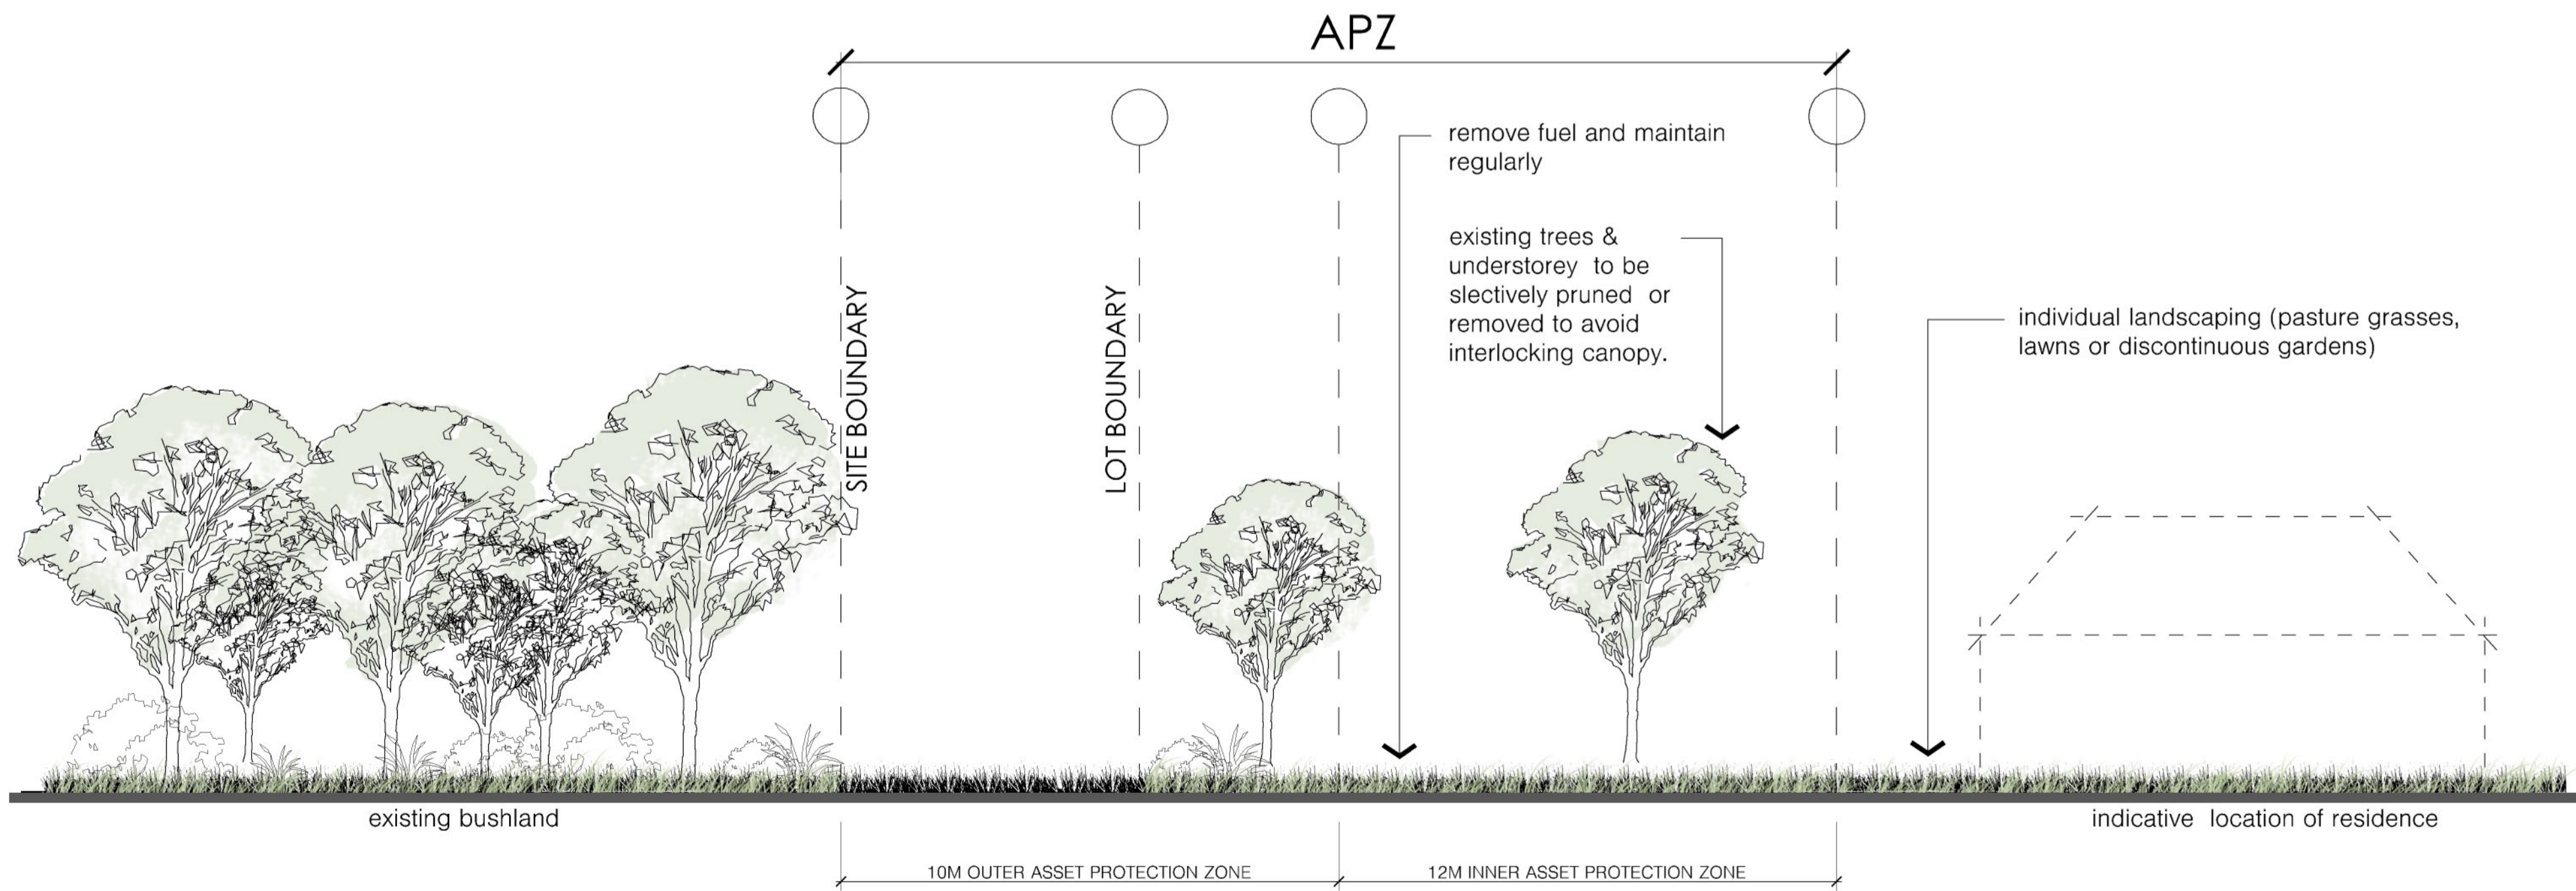 APZ
remove fuel and maintain
regularly
existing trees &
understorey to be
slectively pruned or
removed to avoid
interlocking canopy.
SITE BOUNDARY
LOT BOUNDARY
individual landscaping (pasture grasses,
lawns or discontinuous gardens)
existing bushland
indicative location of residence
10M OUTER ASSET PROTECTION ZONE
12M INNER ASSET PROTECTION ZONE